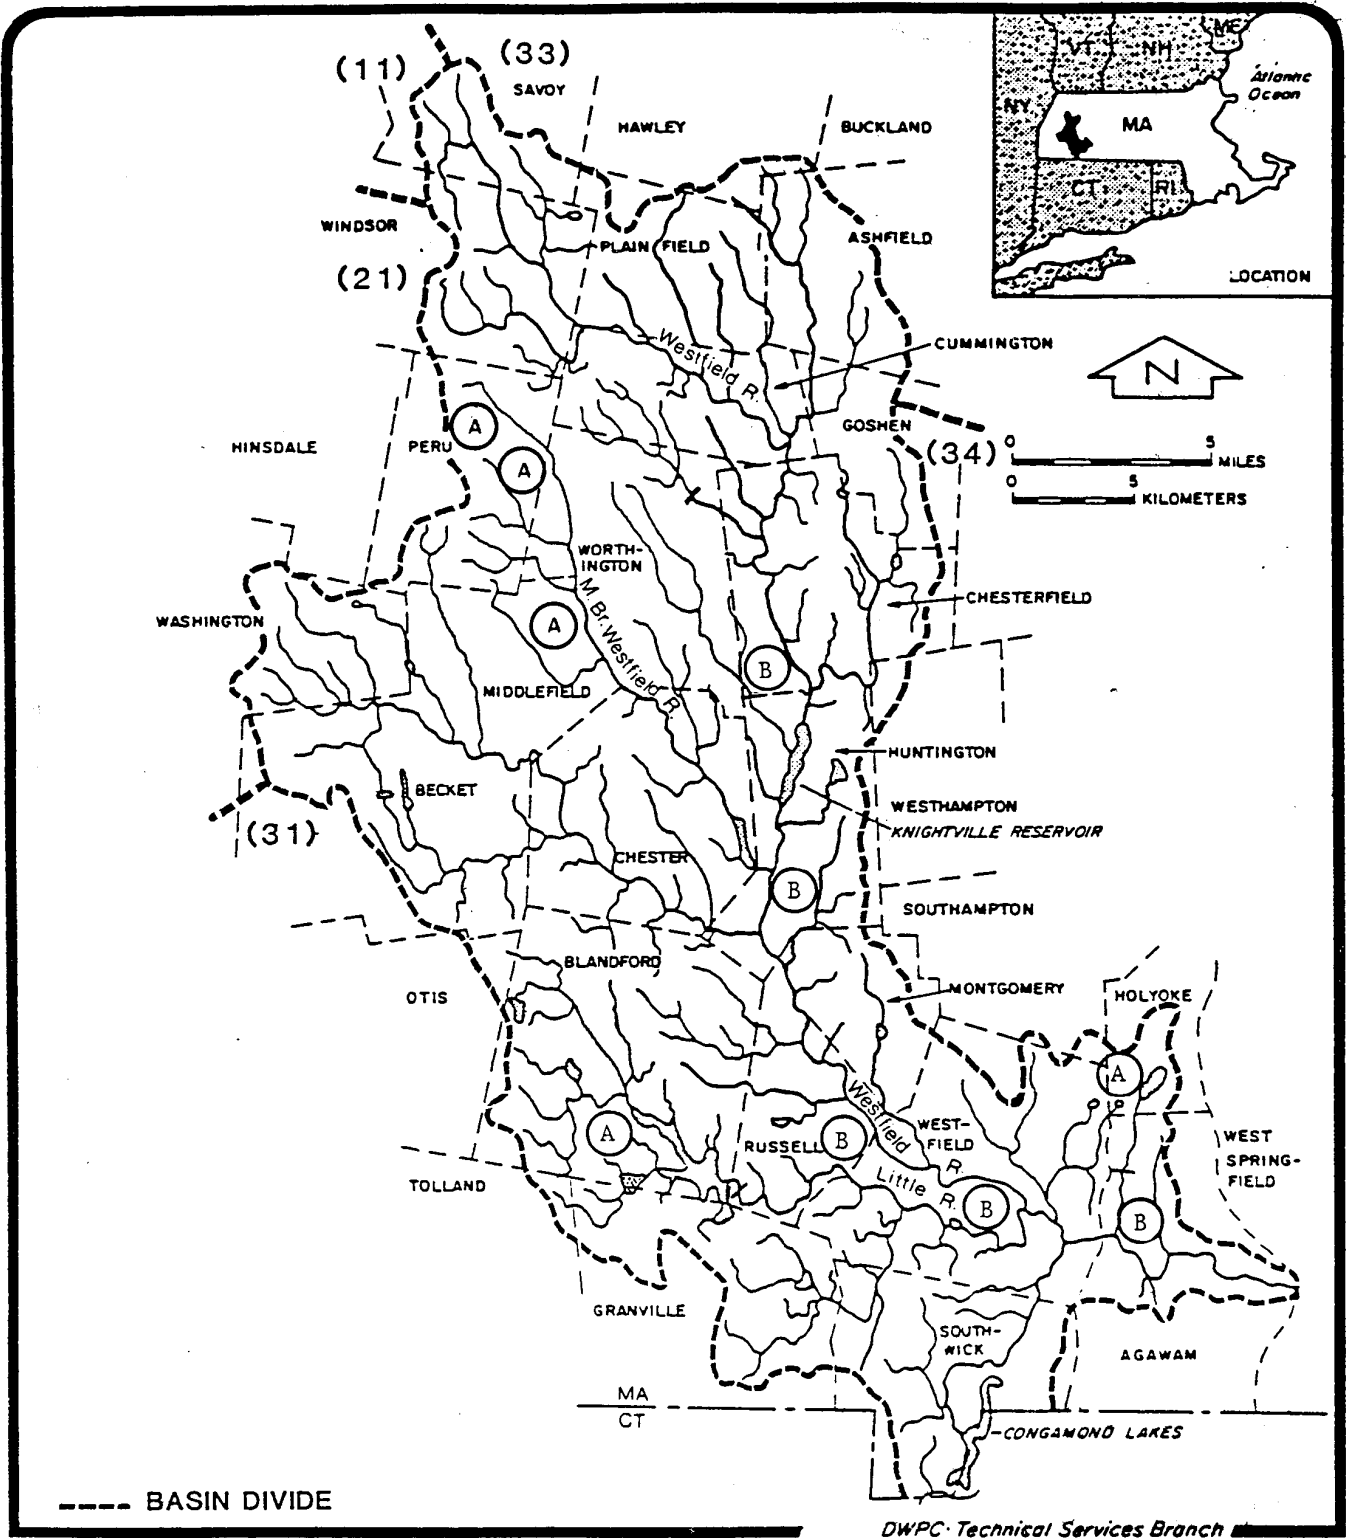 (11)
(33)
SAVOY
HAWLEY
BUCKLAND
VT
NH
ME
NY
MA
Atlantic
Ocean
CT
RI
LOCATION
WINDSOR
(21)
PLAINFIELD
ASHFIELD
Westfield R.
CUMMINGTON
N
HINSDALE
PERU
A
A
GOSHEN
(34)
0 5
MILES
0 5
KILOMETERS
WORTH-
INGTON
M. Br. Westfield R.
A
WASHINGTON
CHESTERFIELD
B
MIDDLEFIELD
HUNTINGTON
BECKET
WESTHAMPTON
KNIGHTVILLE RESERVOIR
(31)
CHESTER
B
SOUTHAMPTON
BLANDFORD
OTIS
MONTGOMERY
HOLYOKE
A
Westfield R.
WEST-
FIELD
A
RUSSELL
B
WEST
SPRING-
FIELD
TOLLAND
Little R.
B
B
GRANVILLE
SOUTH-
WICK
AGAWAM
MA
CT
CONGAMOND LAKES
BASIN DIVIDE
DWPC · Technical Services Branch